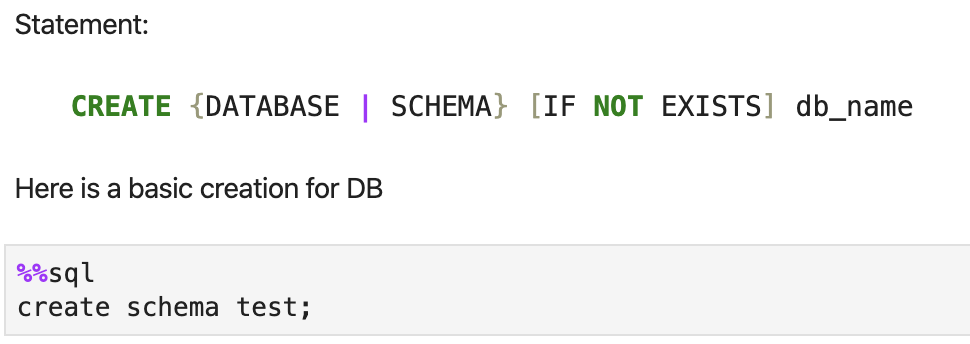 Statement:
CREATE {DATABASE | SCHEMA} [IF NOT EXISTS] db_name
Here is a basic creation for DB
%%sql
create schema test;